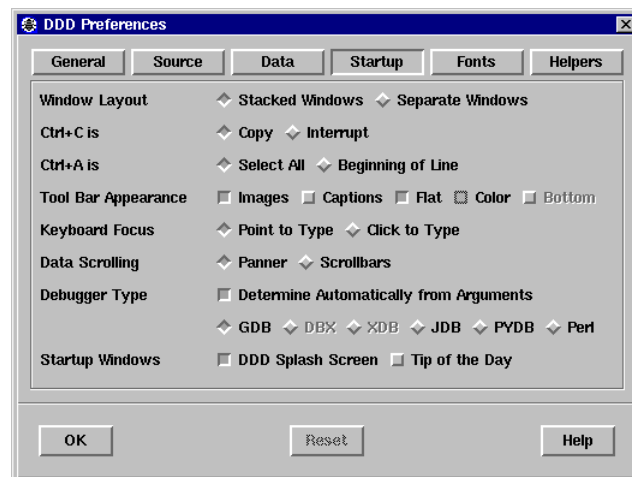 DDD Preferences
General Source Data Startup Fonts Helpers
Window Layout Stacked Windows Separate Windows
Ctrl+C is Copy Interrupt
Ctrl+A is Select All Beginning of Line
Tool Bar Appearance Images Captions Flat Color Bottom
Keyboard Focus Point to Type Click to Type
Data Scrolling Panner Scrollbars
Debugger Type Determine Automatically from Arguments
GDB DBX XDB JDB PYDB Perl
Startup Windows DDD Splash Screen Tip of the Day
OK Reset Help